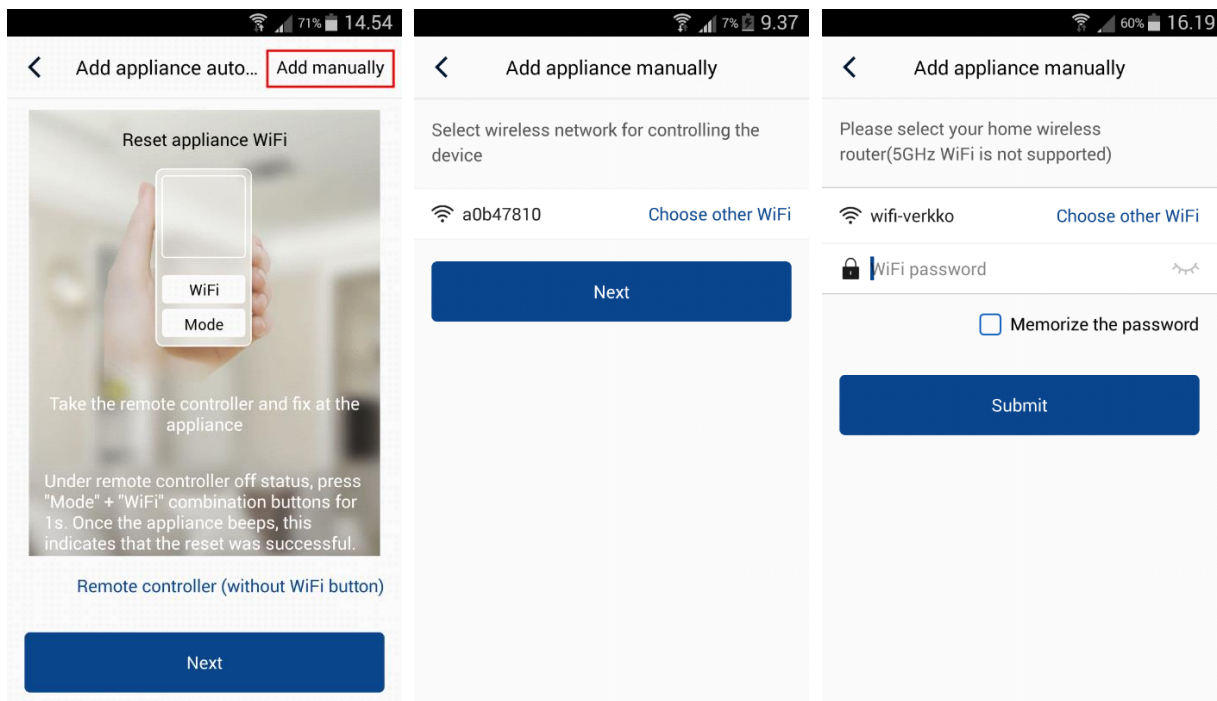 71% 14.54
Add appliance auto... Add manually
Reset appliance WiFi
WiFi
Mode
Take the remote controller and fix at the
appliance
Under remote controller off status, press
"Mode" + "WiFi" combination buttons for
1s. Once the appliance beeps, this
indicates that the reset was successful.
Remote controller (without WiFi button)
Next
7% 9.37
Add appliance manually
Select wireless network for controlling the
device
a0b47810 Choose other WiFi
Next
60% 16.19
Add appliance manually
Please select your home wireless
router(5GHz WiFi is not supported)
wifi-verkko Choose other WiFi
WiFi password
Memorize the password
Submit